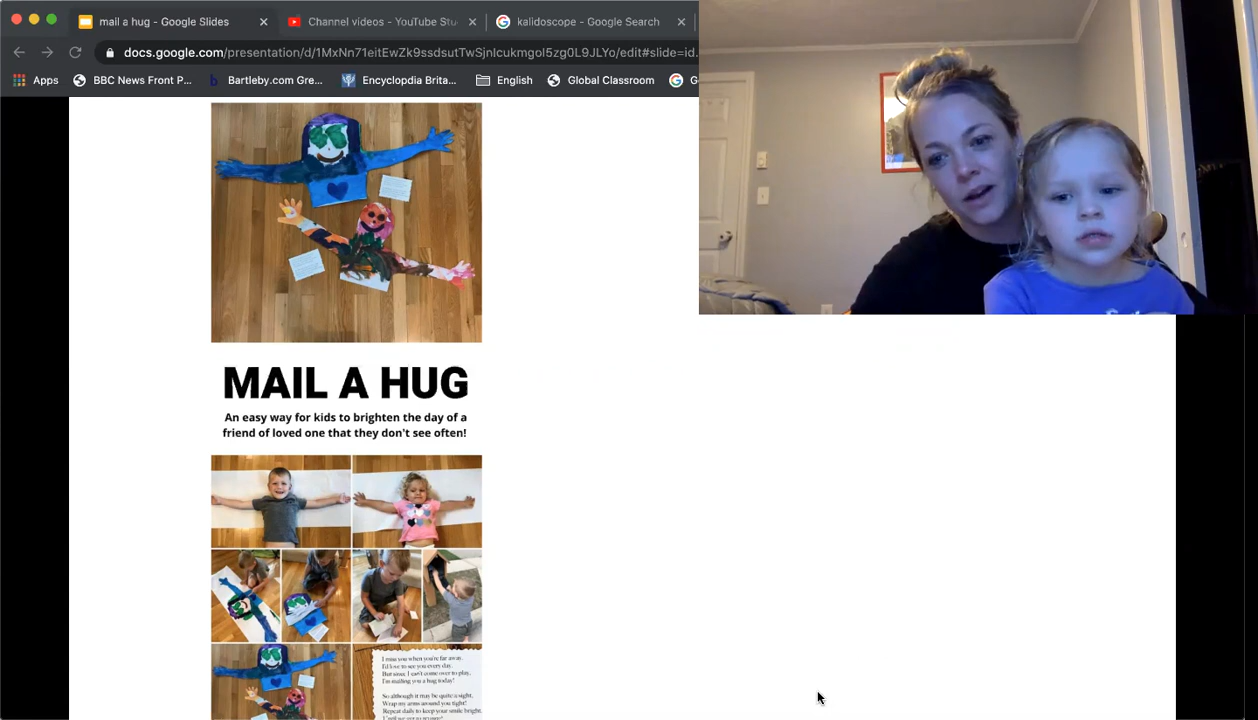 mail a hug - Google Slides
Channel videos - YouTube Stu
kalidoscope - Google Search
docs.google.com/presentation/d/1MxNn71eitEwZk9ssdsutTwSjnIcukmgoI5zg0L9JLYo/edit#slide=id.
Apps
BBC News Front P...
Bartleby.com Gre...
Encyclopdia Brita...
English
Global Classroom
G
MAIL A HUG
An easy way for kids to brighten the day of a
friend of loved one that they don't see often!
I miss you when you're far away.
I'd love to see you every day.
But since I can't come over to play,
I'm mailing you a hug today!
So although it may be quite a sight,
Wrap my arms around you tight!
Repeat daily to keep your smile bright,